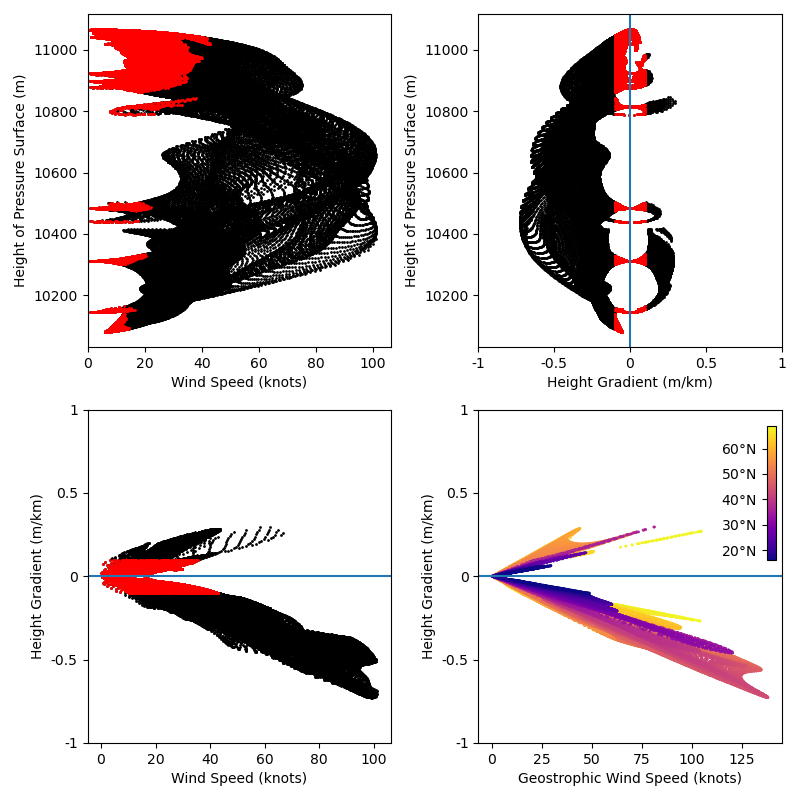 11000
10800
10600
10400
10200
Height of Pressure Surface (m)
0 20 40 60 80 100
Wind Speed (knots)
11000
10800
10600
10400
10200
Height of Pressure Surface (m)
-1 -0.5 0 0.5 1
Height Gradient (m/km)
1
0.5
0
-0.5
-1
Height Gradient (m/km)
0 20 40 60 80 100
Wind Speed (knots)
1
0.5
0
-0.5
-1
Height Gradient (m/km)
60°N
50°N
40°N
30°N
20°N
0 25 50 75 100 125
Geostrophic Wind Speed (knots)